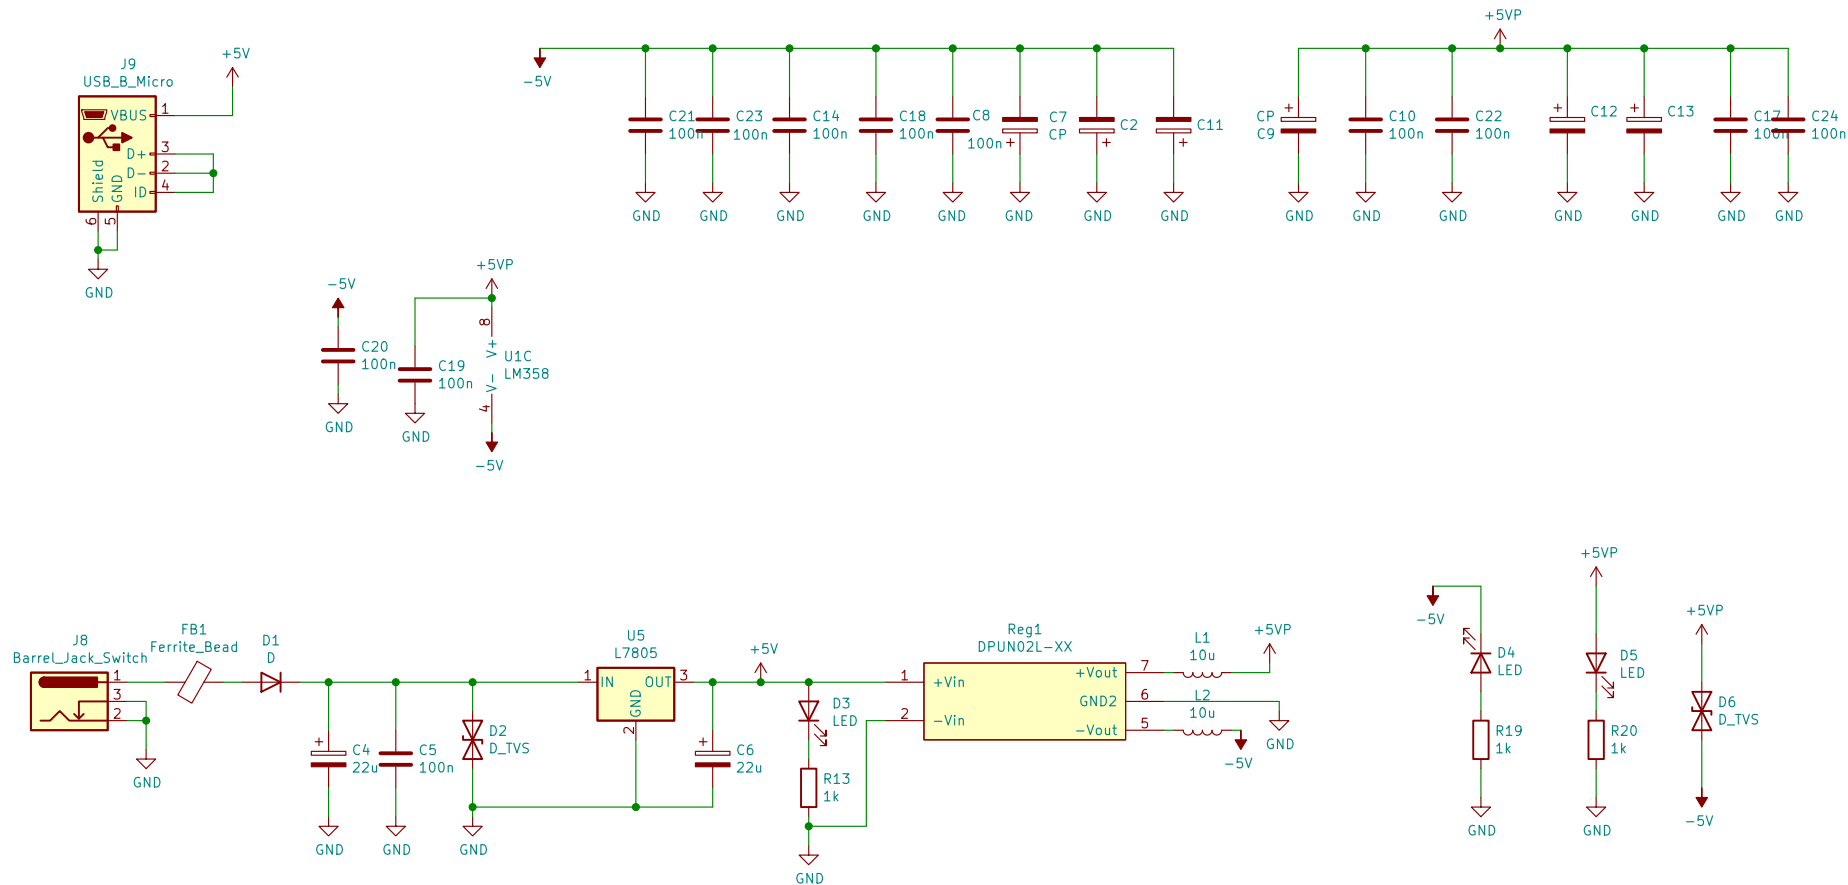 +5V
J9
USB_B_Micro
VBUS
1
D+
3
D-
2
ID
4
Shield
GND
6
5
GND
-5V
C21
100n
C23
100n
C14
100n
C18
100n
C8
100n
C7
CP
C2
C11
+
+
+
GND
GND
GND
GND
GND
GND
GND
GND
+5VP
CP
C9
+
C10
100n
C22
100n
+
C12
+
C13
C17
100n
C24
100n
GND
GND
GND
GND
GND
GND
GND
-5V
C20
100n
GND
+5VP
C19
100n
GND
8
V+
U1C
LM358
V-
4
-5V
J8
Barrel_Jack_Switch
1
3
2
GND
FB1
Ferrite_Bead
D1
D
+
C4
22u
GND
C5
100n
GND
D2
D_TVS
GND
U5
L7805
1
IN
OUT
3
GND
2
+
C6
22u
+5V
D3
LED
R13
1k
GND
Reg1
DPUN02L-XX
1
+Vin
2
-Vin
+Vout
7
GND2
6
-Vout
5
L1
10u
+5VP
L2
10u
GND
-5V
-5V
D4
LED
R19
1k
GND
+5VP
D5
LED
R20
1k
GND
+5VP
D6
D_TVS
-5V